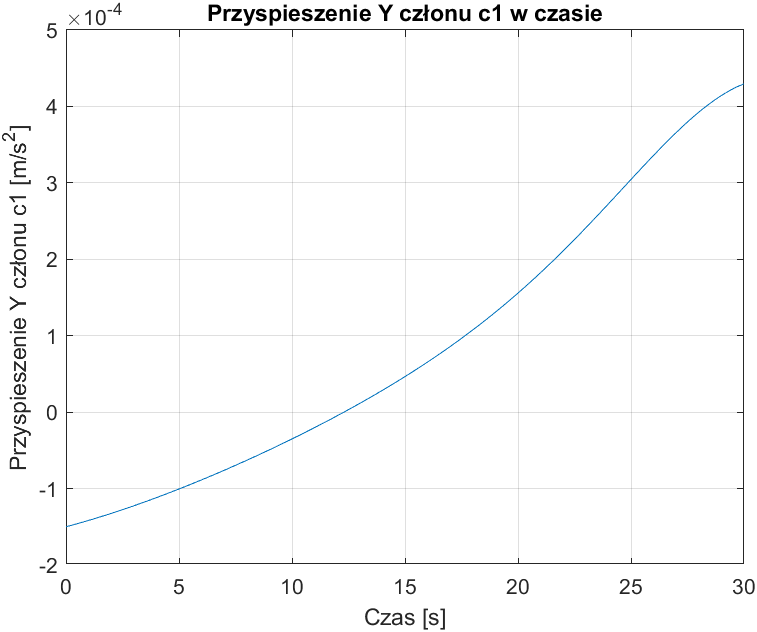 Przyspieszenie Y członu c1 w czasie
×10⁻⁴
5
4
3
2
1
0
-1
-2
Przyspieszenie Y członu c1 [m/s²]
0 5 10 15 20 25 30
Czas [s]